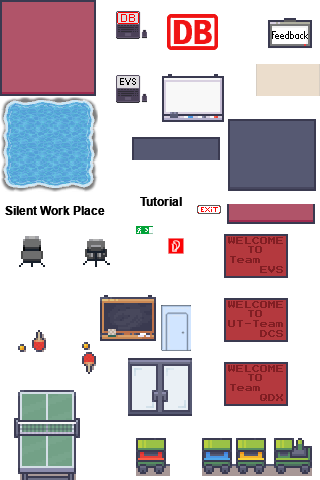 DB
DB
Feedback
EVS
Tutorial
Silent Work Place
EXiT
WELCOME
TO
Team
EVS
WELCOME
TO
UT-Team
DCS
WELCOME
TO
Team
QDX